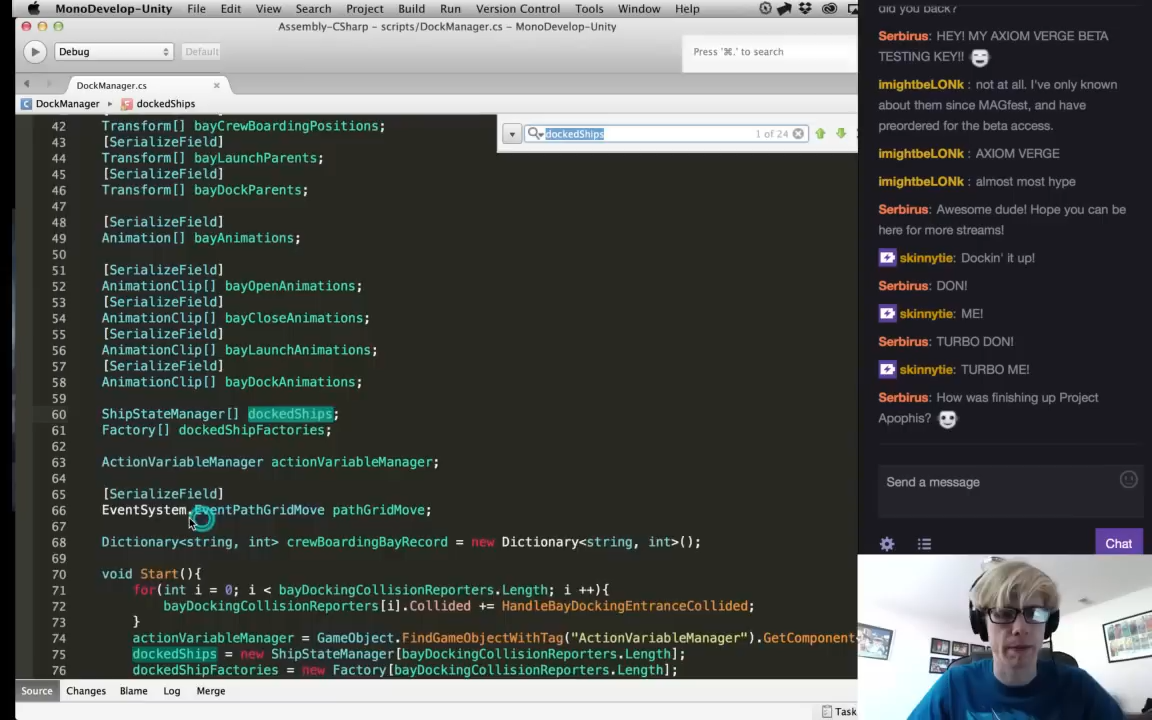 MonoDevelop-Unity File Edit View Search Project Build Run Version Control Tools Window Help
Assembly-CSharp - scripts/DockManager.cs - MonoDevelop-Unity
Debug Default
Press '⌘.' to search
DockManager.cs
DockManager ▸ dockedShips
dockedShips 1 of 24
42 Transform[] bayCrewBoardingPositions;
43 [SerializeField]
44 Transform[] bayLaunchParents;
45 [SerializeField]
46 Transform[] bayDockParents;
47
48 [SerializeField]
49 Animation[] bayAnimations;
50
51 [SerializeField]
52 AnimationClip[] bayOpenAnimations;
53 [SerializeField]
54 AnimationClip[] bayCloseAnimations;
55 [SerializeField]
56 AnimationClip[] bayLaunchAnimations;
57 [SerializeField]
58 AnimationClip[] bayDockAnimations;
59
60 ShipStateManager[] dockedShips;
61 Factory[] dockedShipFactories;
62
63 ActionVariableManager actionVariableManager;
64
65 [SerializeField]
66 EventSystem.EventPathGridMove pathGridMove;
67
68 Dictionary<string, int> crewBoardingBayRecord = new Dictionary<string, int>();
69
70 void Start(){
71 for(int i = 0; i < bayDockingCollisionReporters.Length; i ++){
72 bayDockingCollisionReporters[i].Collided += HandleBayDockingEntranceCollided;
73 }
74 actionVariableManager = GameObject.FindGameObjectWithTag("ActionVariableManager").GetComponent
75 dockedShips = new ShipStateManager[bayDockingCollisionReporters.Length];
76 dockedShipFactories = new Factory[bayDockingCollisionReporters.Length];
Source Changes Blame Log Merge
Task
did you back?
Serbirus: HEY! MY AXIOM VERGE BETA
TESTING KEY!!
imightbeLONk : not at all. I've only known
about them since MAGfest, and have
preordered for the beta access.
imightbeLONk : AXIOM VERGE
imightbeLONk : almost most hype
Serbirus: Awesome dude! Hope you can be
here for more streams!
skinnytie : Dockin' it up!
Serbirus: DON!
skinnytie : ME!
Serbirus: TURBO DON!
skinnytie : TURBO ME!
Serbirus: How was finishing up Project
Apophis?
Send a message
Chat